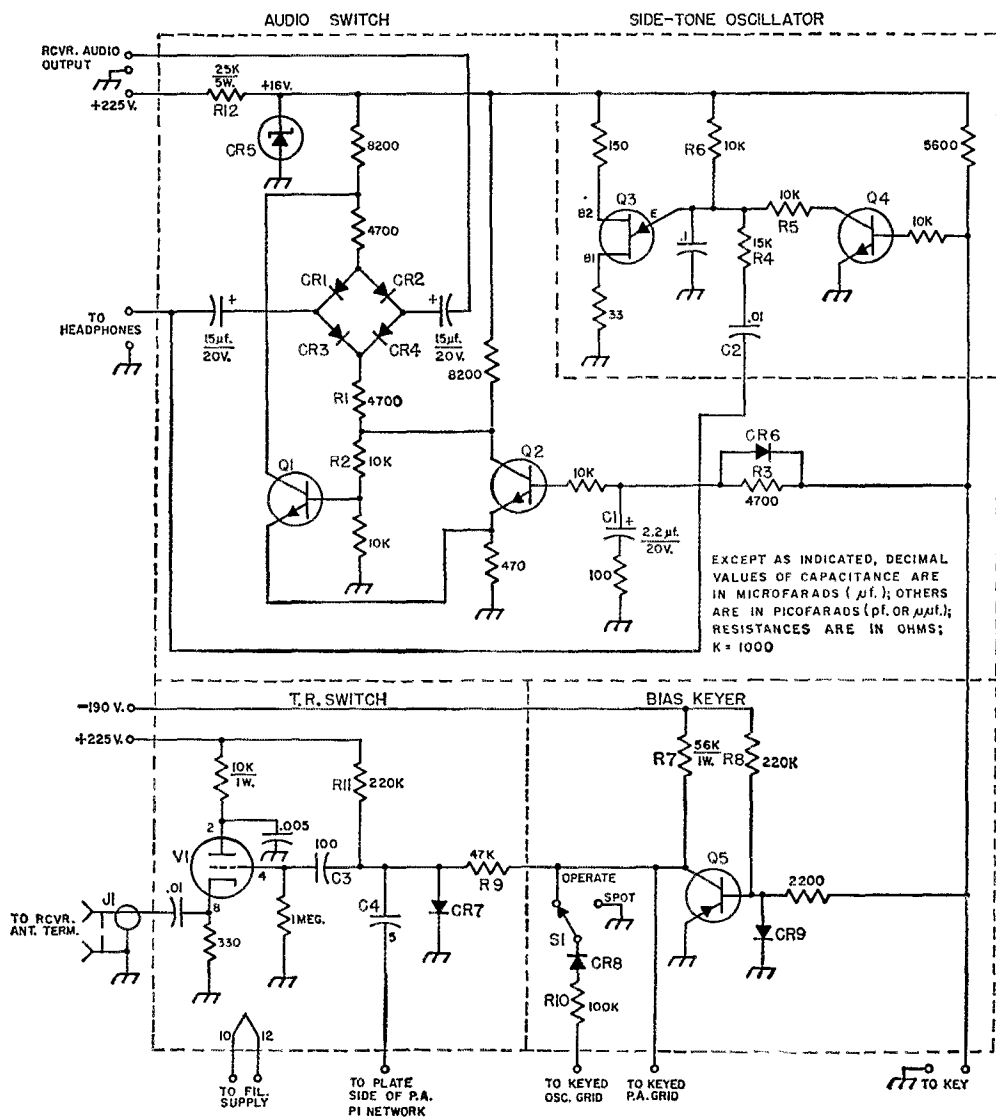 AUDIO SWITCH
SIDE-TONE OSCILLATOR
RCVR. AUDIO
OUTPUT
+225V.
25K
5W.
R12
+16V.
CR5
8200
4700
CR1
CR2
CR3
CR4
TO
HEADPHONES
+
15μf.
20V.
+
15μf.
20V.
R1
4700
8200
R2
10K
10K
Q1
Q2
470
10K
C1
+
2.2μf.
20V.
100
CR6
R3
4700
150
B2
Q3
E
B1
33
R6
10K
.1
15K
R4
10K
R5
Q4
10K
5600
.01
C2
EXCEPT AS INDICATED, DECIMAL
VALUES OF CAPACITANCE ARE
IN MICROFARADS (μf.); OTHERS
ARE IN PICOFARADS (pf. OR μμf.);
RESISTANCES ARE IN OHMS;
K = 1000
T.R. SWITCH
BIAS KEYER
-190 V.
+225V.
10K
1W.
2
.005
V1
4
8
100
C3
R11
220K
1MEG.
C4
5
CR7
47K
R9
J1
.01
330
TO RCVR.
ANT. TERM.
10
12
TO FIL.
SUPPLY
TO PLATE
SIDE OF P.A.
PI NETWORK
OPERATE
SPOT
S1
CR8
R10
100K
R7
56K
1W.
R8
220K
Q5
2200
CR9
TO KEYED
OSC. GRID
TO KEYED
P.A. GRID
TO KEY